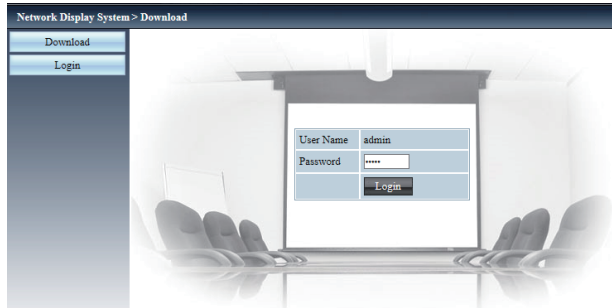 Network Display System > Download
Download
Login
User Name admin
Password •••••
Login